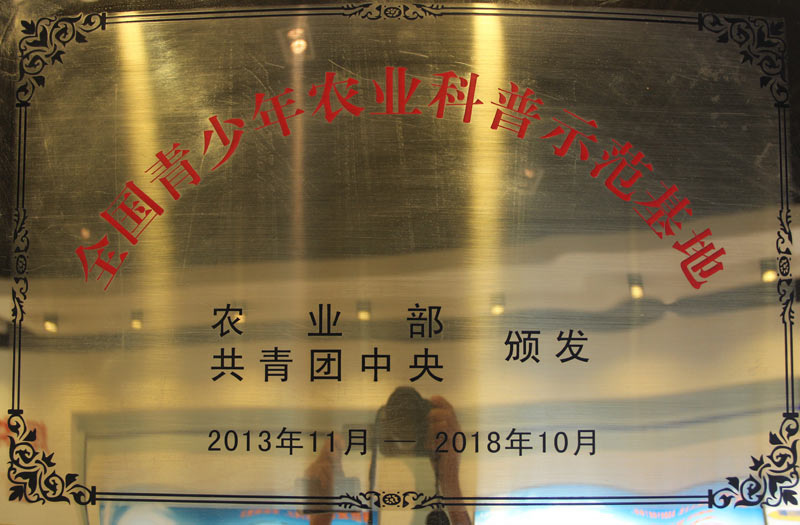 全国青少年农业科普示范基地
农业部
共青团中央
颁发
2013年11月—2018年10月